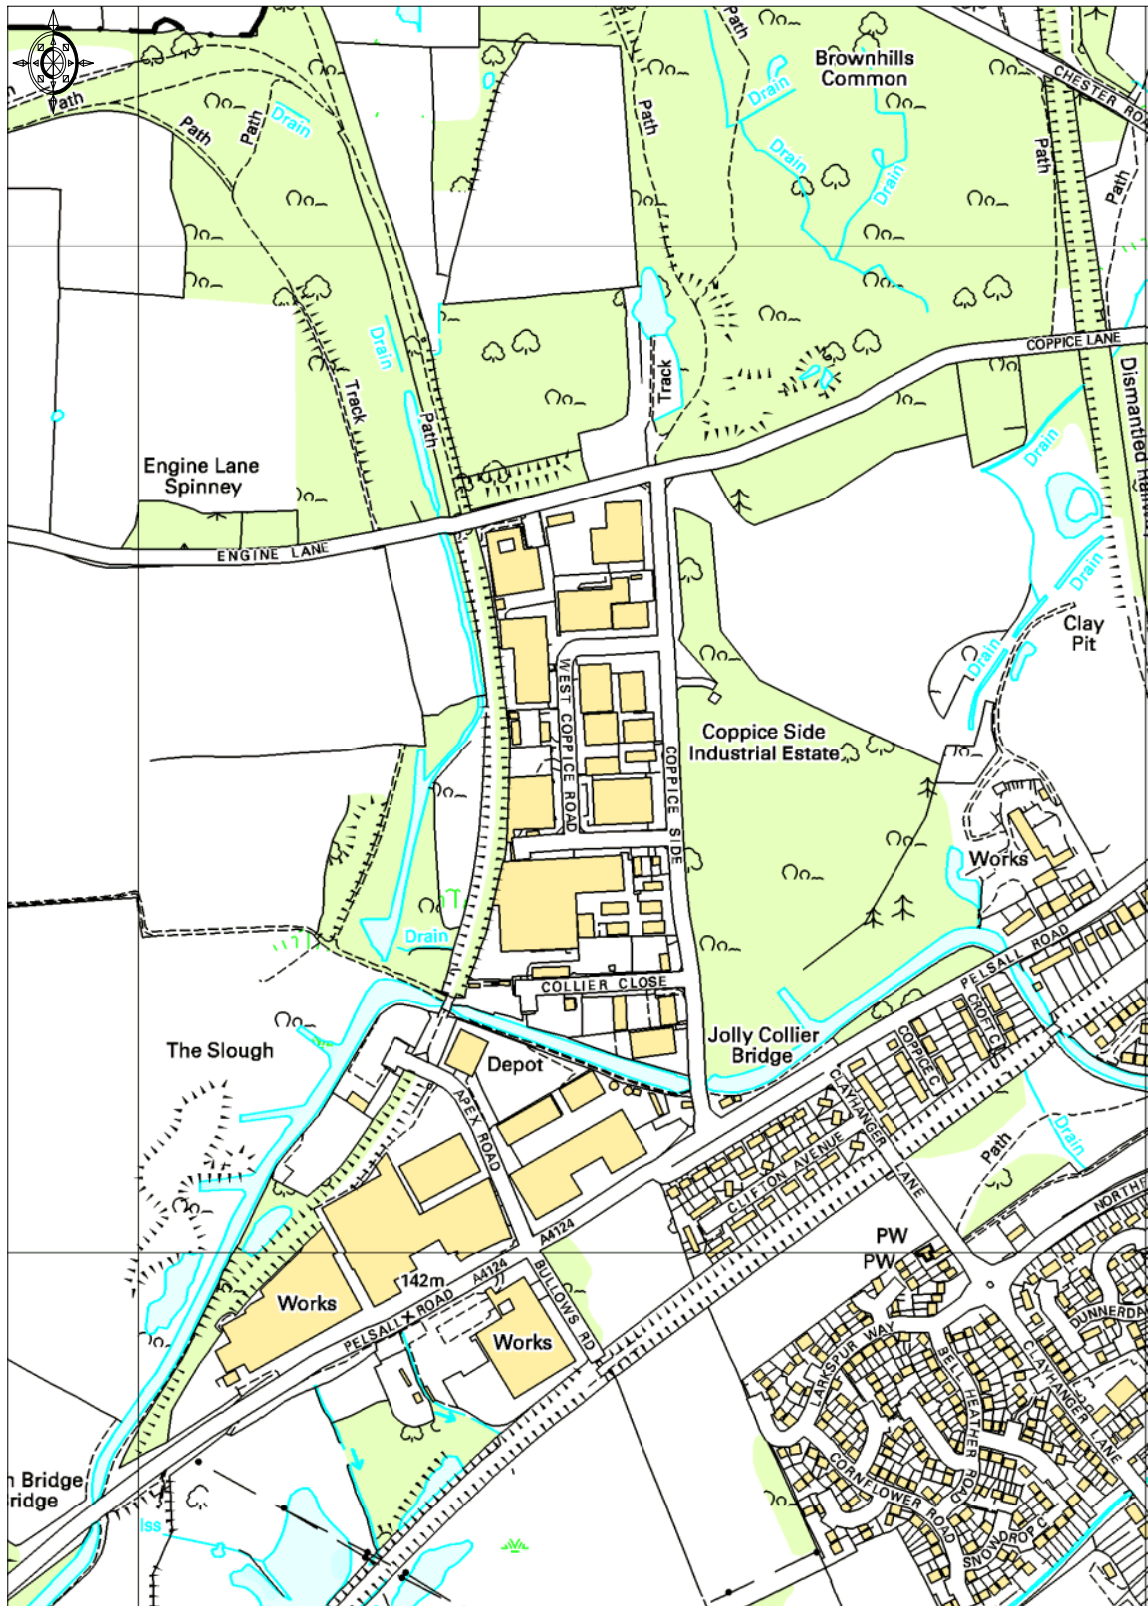 Path
Brownhills
Common
CHESTER ROA
Path
Drain
Path
Path
Drain
Path
Drain
Drain
Path
Path
COPPICE LANE
Drain
Track
Track
Path
Dismantled Railw
Drain
Engine Lane
Spinney
ENGINE LANE
Drain
Clay
Pit
Drain
WEST COPPICE ROAD
Coppice Side
Industrial Estate
COPPICE SIDE
Works
Drain
PELSALL ROAD
COLLIER CLOSE
CROFT C
COPPICE C
Jolly Collier
Bridge
The Slough
Depot
CLAYHANGER
LANE
APEX ROAD
CLIFTON AVENUE
Path
Drain
NORTHE
A4124
PW
PW
BULLOWS RD
A4124
142m
PELSALL ROAD
Works
Works
DUNNERDA
LARKSPUR WAY
BELL HEATHER ROAD
CLAYHANGER LANE
CORNFLOWER ROAD
SNOWDROP C
n Bridge
ridge
Iss